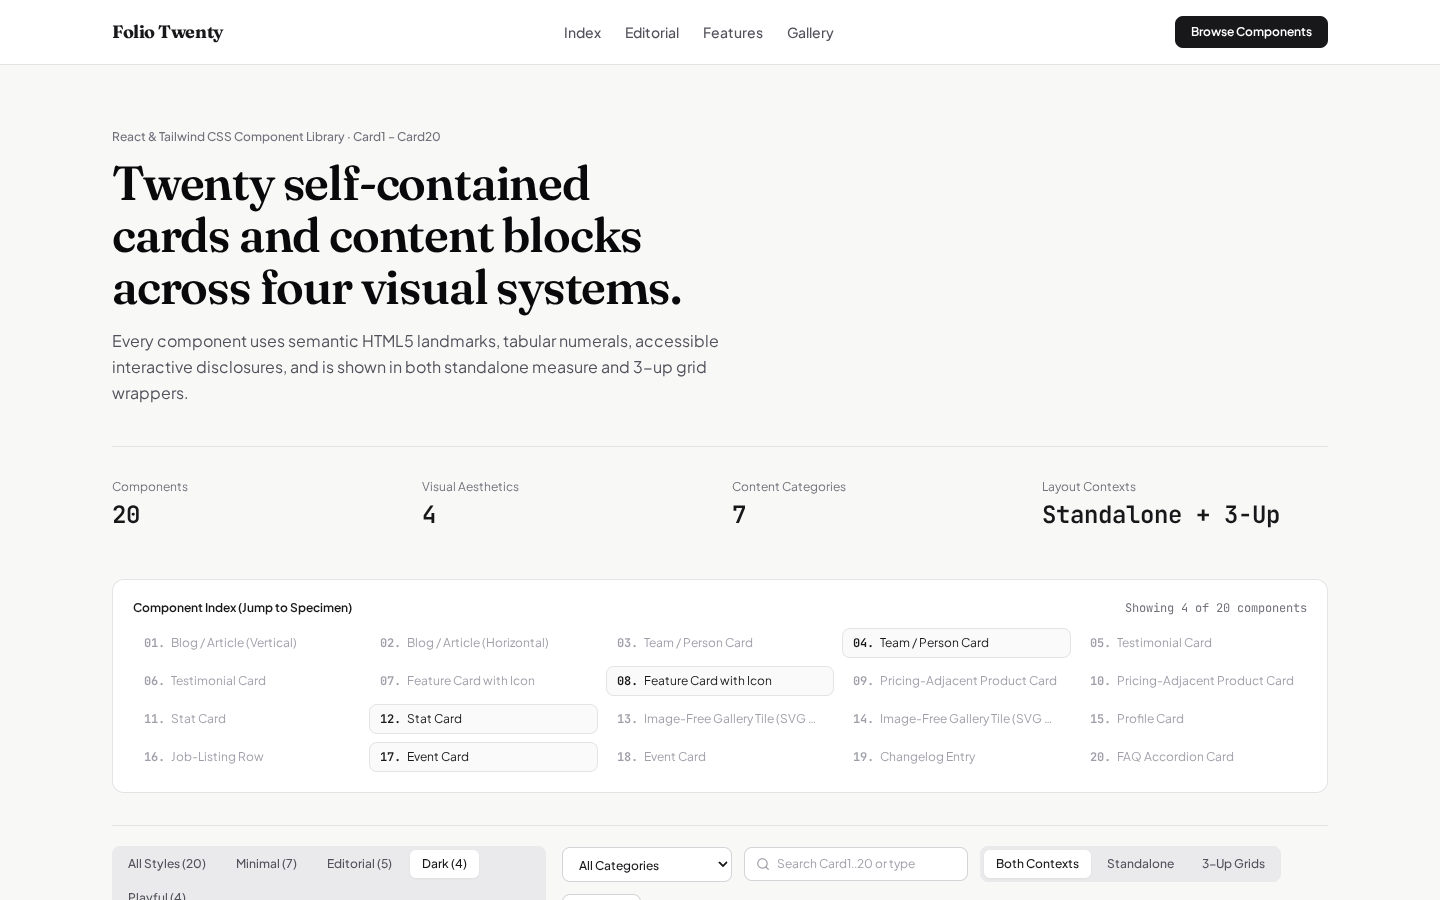 Folio Twenty
Index
Editorial
Features
Gallery
Browse Components
React & Tailwind CSS Component Library · Card1 – Card20
Twenty self-contained
cards and content blocks
across four visual systems.
Every component uses semantic HTML5 landmarks, tabular numerals, accessible
interactive disclosures, and is shown in both standalone measure and 3-up grid
wrappers.
Components
20
Visual Aesthetics
4
Content Categories
7
Layout Contexts
Standalone + 3-Up
Component Index (Jump to Specimen)
Showing 4 of 20 components
01. Blog / Article (Vertical)
02. Blog / Article (Horizontal)
03. Team / Person Card
04. Team / Person Card
05. Testimonial Card
06. Testimonial Card
07. Feature Card with Icon
08. Feature Card with Icon
09. Pricing-Adjacent Product Card
10. Pricing-Adjacent Product Card
11. Stat Card
12. Stat Card
13. Image-Free Gallery Tile (SVG ...
14. Image-Free Gallery Tile (SVG ...
15. Profile Card
16. Job-Listing Row
17. Event Card
18. Event Card
19. Changelog Entry
20. FAQ Accordion Card
All Styles (20)
Minimal (7)
Editorial (5)
Dark (4)
Playful (4)
All Categories
Search Card1..20 or type
Both Contexts
Standalone
3-Up Grids